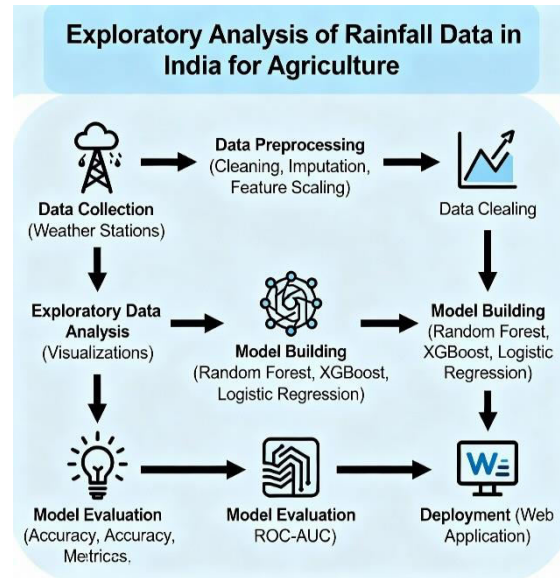 Exploratory Analysis of Rainfall Data in
India for Agriculture
Data Preprocessing
(Cleaning, Imputation,
Feature Scaling)
Data Collection
(Weather Stations)
Data Clealing
Exploratory Data
Analysis
(Visualizations)
Model Building
(Random Forest, XGBoost,
Logistic Regression)
Model Building
(Random Forest,
XGBoost, Logistic
Regression)
Model Evaluation
(Accuracy, Accuracy,
Metrices.
Model Evaluation
ROC-AUC)
W
Deployment (Web
Application)